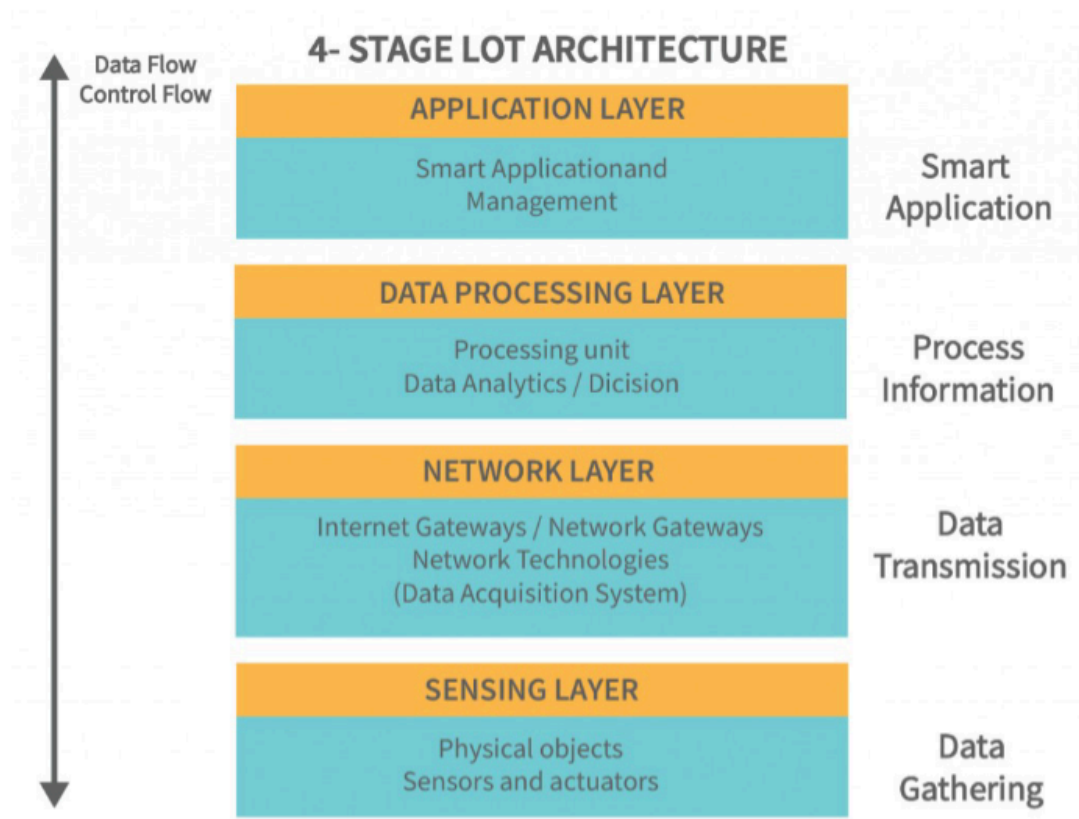 4- STAGE LOT ARCHITECTURE
Data Flow
Control Flow
APPLICATION LAYER
Smart Applicationand
Management
Smart
Application
DATA PROCESSING LAYER
Processing unit
Data Analytics / Dicision
Process
Information
NETWORK LAYER
Internet Gateways / Network Gateways
Network Technologies
(Data Acquisition System)
Data
Transmission
SENSING LAYER
Physical objects
Sensors and actuators
Data
Gathering